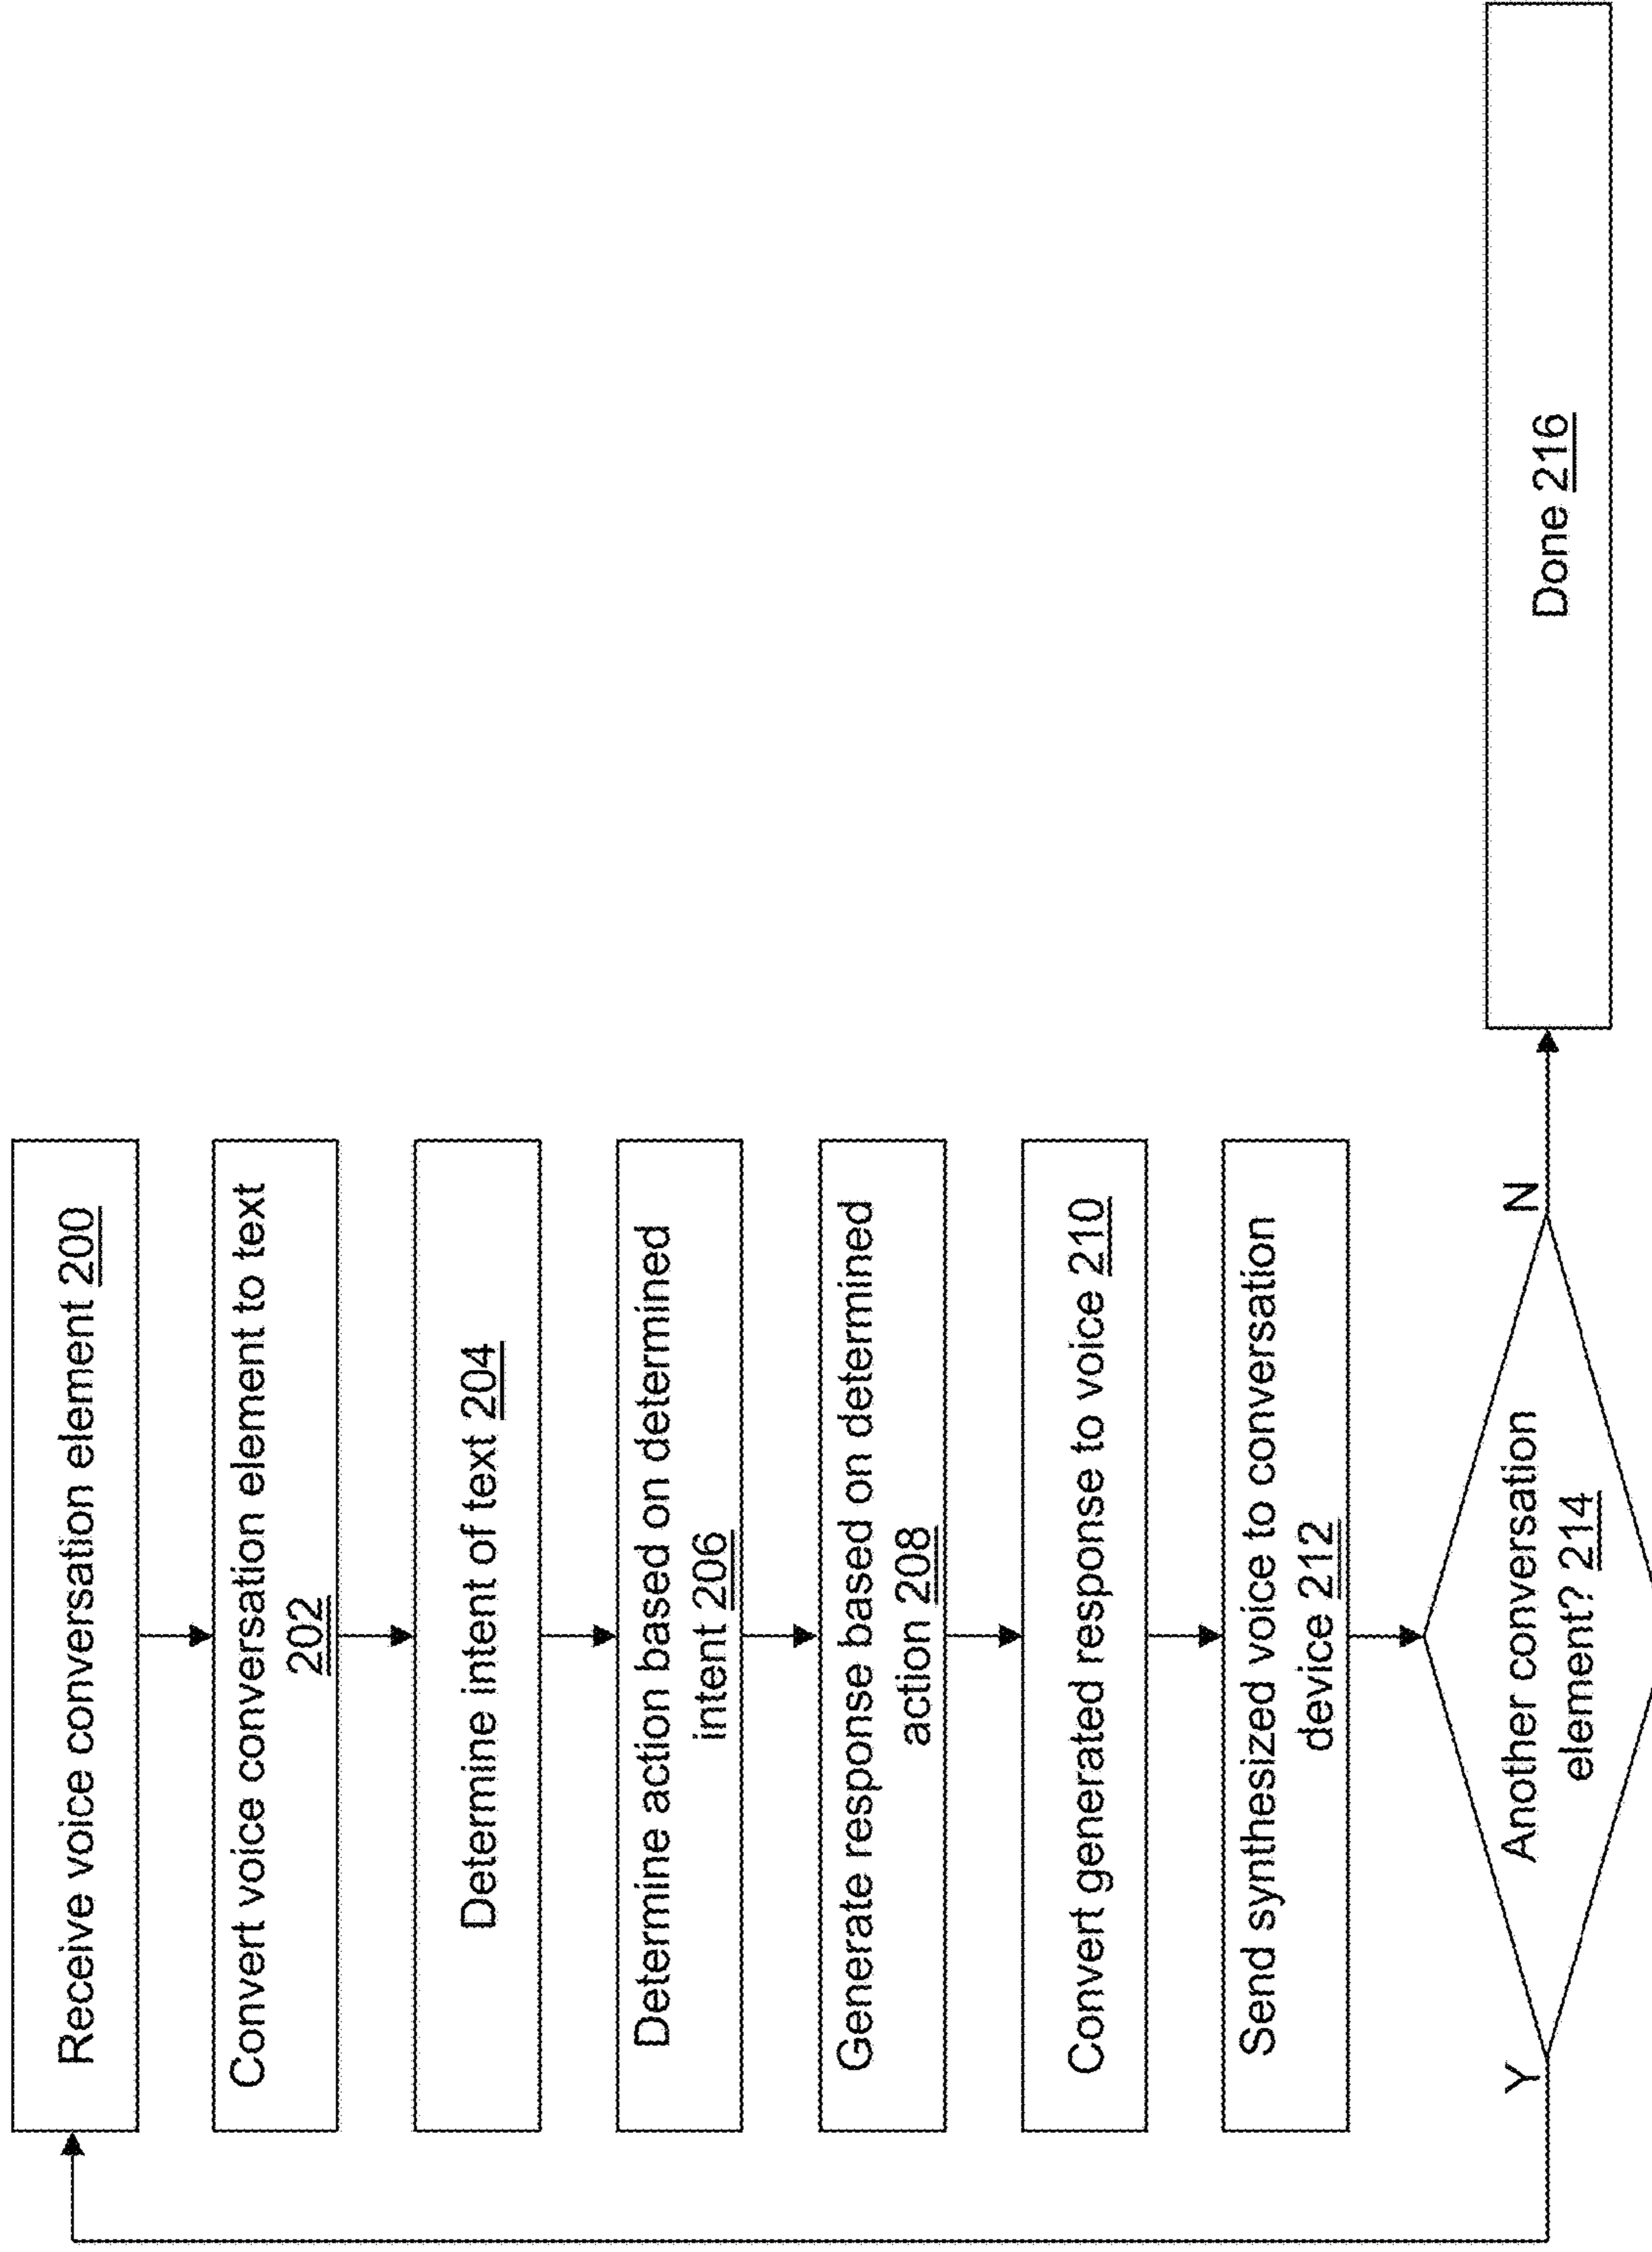 Receive voice conversation element 200
Convert voice conversation element to text
202
Determine intent of text 204
Determine action based on determined
intent 206
Generate response based on determined
action 208
Convert generated response to voice 210
Send synthesized voice to conversation
device 212
Y
Another conversation
element? 214
N
Done 216